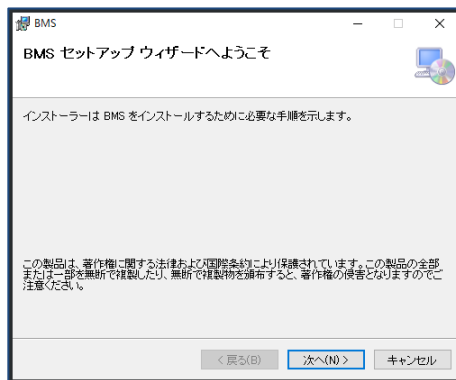 BMS
BMS セットアップ ウィザードへようこそ
インストーラーは BMS をインストールするために必要な手順を示します。
この製品は、著作権に関する法律および国際条約により保護されています。この製品の全部
または一部を無断で複製したり、無断で複製物を頒布すると、著作権の侵害となりますのでご
注意ください。
< 戻る(B)
次へ(N) >
キャンセル